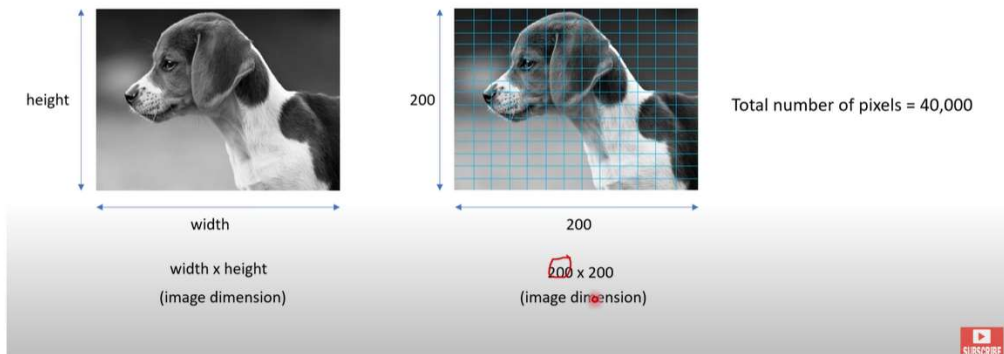 height
width
width x height
(image dimension)
200
200
200 x 200
(image dimension)
Total number of pixels = 40,000
SUBSCRIBE